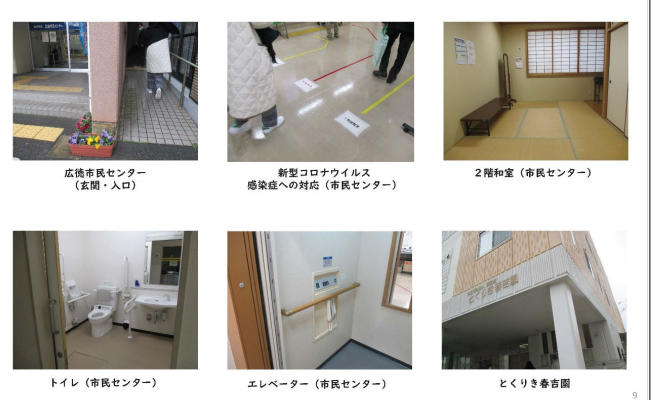 広徳市民センター
（玄関・入口）
新型コロナウイルス
感染症への対応（市民センター）
２階和室（市民センター）
トイレ（市民センター）
エレベーター（市民センター）
とくりき春吉園
9